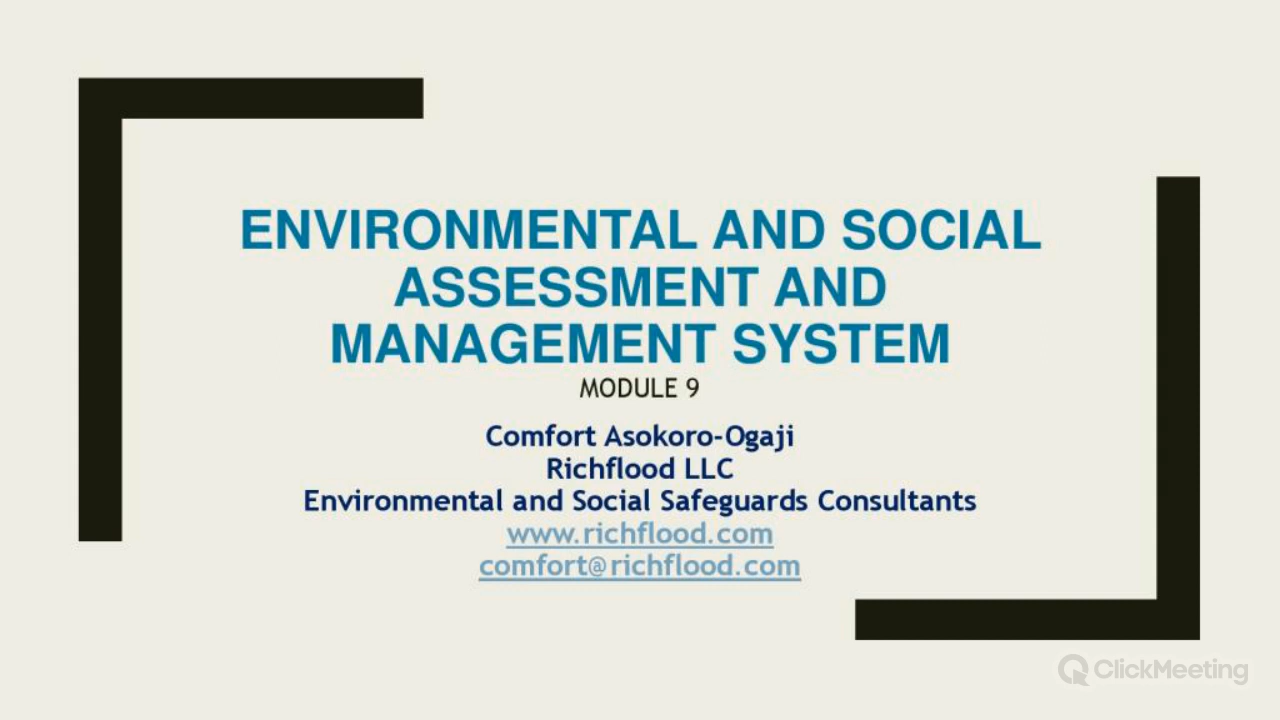 ENVIRONMENTAL AND SOCIAL
ASSESSMENT AND
MANAGEMENT SYSTEM
MODULE 9
Comfort Asokoro-Ogaji
Richflood LLC
Environmental and Social Safeguards Consultants
www.richflood.com
comfort@richflood.com
ClickMeeting